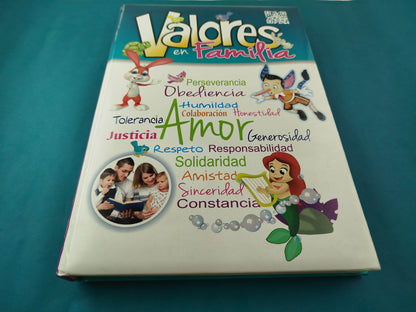 Valores
en Familia
Perseverancia
Obediencia
Humildad
Colaboración Honestidad
Tolerancia Amor
Justicia Generosidad
Respeto Responsabilidad
Solidaridad
Amistad
Sinceridad
Constancia